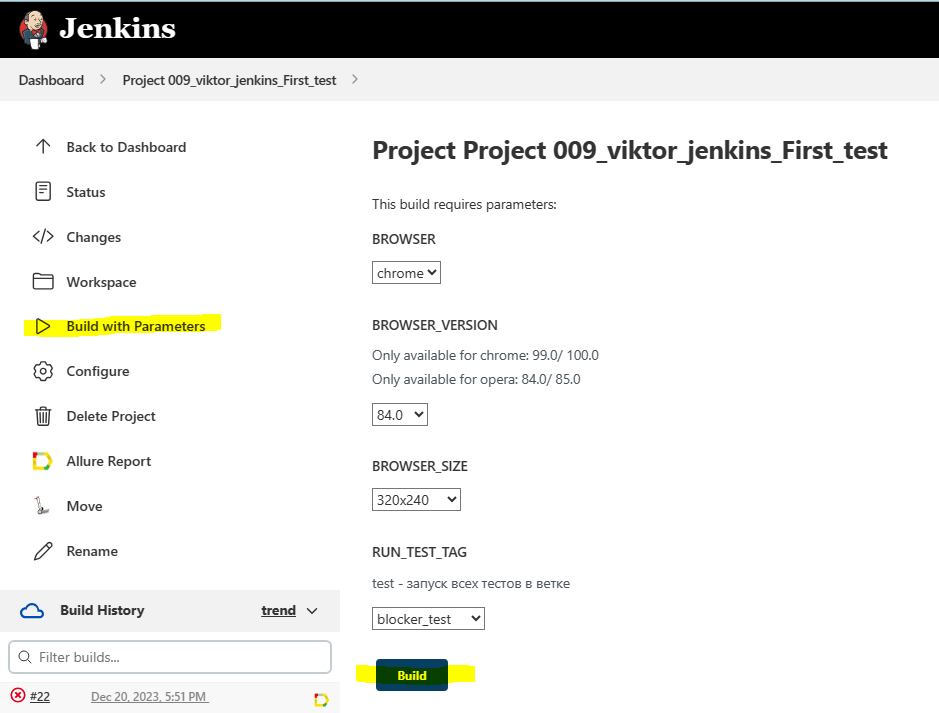 Jenkins
Dashboard
Project 009_viktor_jenkins_First_test
Back to Dashboard
Status
Changes
Workspace
Build with Parameters
Configure
Delete Project
Allure Report
Move
Rename
Build History
trend
Filter builds...
#22
Dec 20, 2023, 5:51 PM
Project Project 009_viktor_jenkins_First_test
This build requires parameters:
BROWSER
chrome
BROWSER_VERSION
Only available for chrome: 99.0/ 100.0
Only available for opera: 84.0/ 85.0
84.0
BROWSER_SIZE
320x240
RUN_TEST_TAG
test - запуск всех тестов в ветке
blocker_test
Build